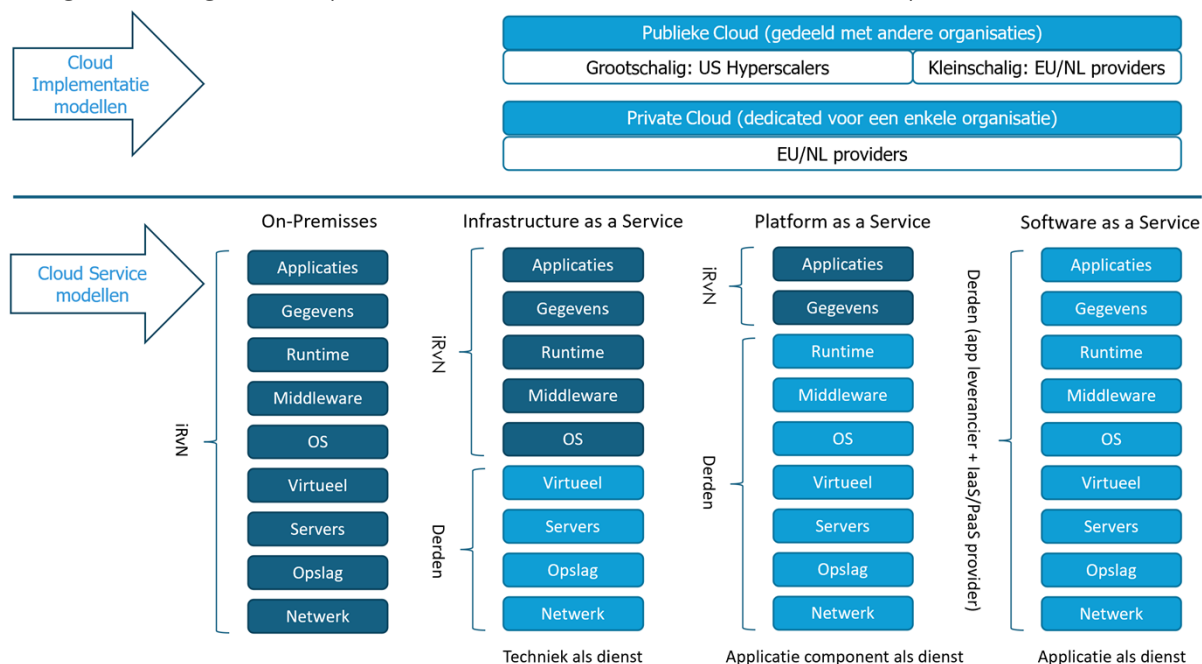 Cloud
Implementatie
modellen
Publieke Cloud (gedeeld met andere organisaties)
Grootschalig: US Hyperscalers
Kleinschalig: EU/NL providers
Private Cloud (dedicated voor een enkele organisatie)
EU/NL providers
Cloud Service
modellen
On-Premisses
iRvN
Applicaties
Gegevens
Runtime
Middleware
OS
Virtueel
Servers
Opslag
Netwerk
Infrastructure as a Service
iRvN
Applicaties
Gegevens
Runtime
Middleware
OS
Derden
Virtueel
Servers
Opslag
Netwerk
Techniek als dienst
Platform as a Service
iRvN
Applicaties
Gegevens
Derden
Runtime
Middleware
OS
Virtueel
Servers
Opslag
Netwerk
Applicatie component als dienst
Software as a Service
Derden (app leverancier + IaaS/PaaS provider)
Applicaties
Gegevens
Runtime
Middleware
OS
Virtueel
Servers
Opslag
Netwerk
Applicatie als dienst